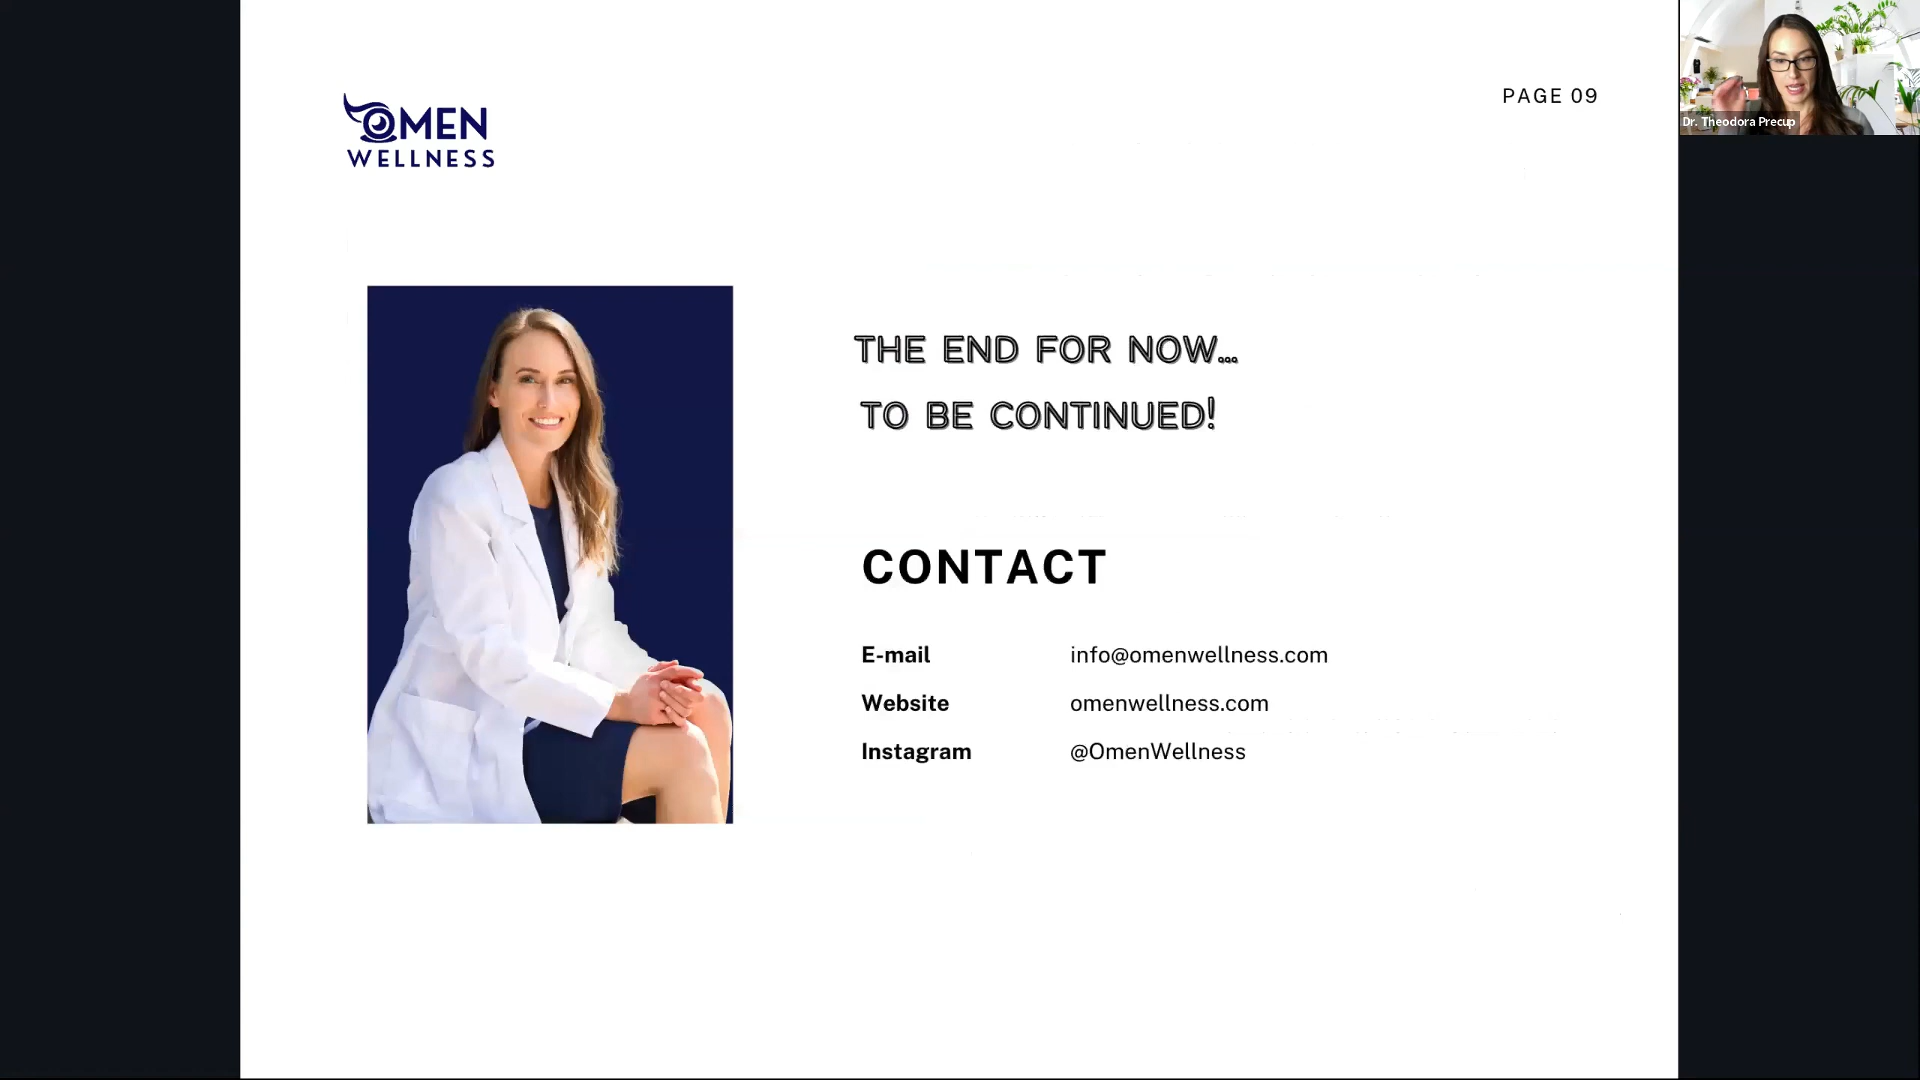 OMEN
WELLNESS
PAGE 09
Dr. Theodora Precup
THE END FOR NOW...
TO BE CONTINUED!
CONTACT
E-mail info@omenwellness.com
Website omenwellness.com
Instagram @OmenWellness